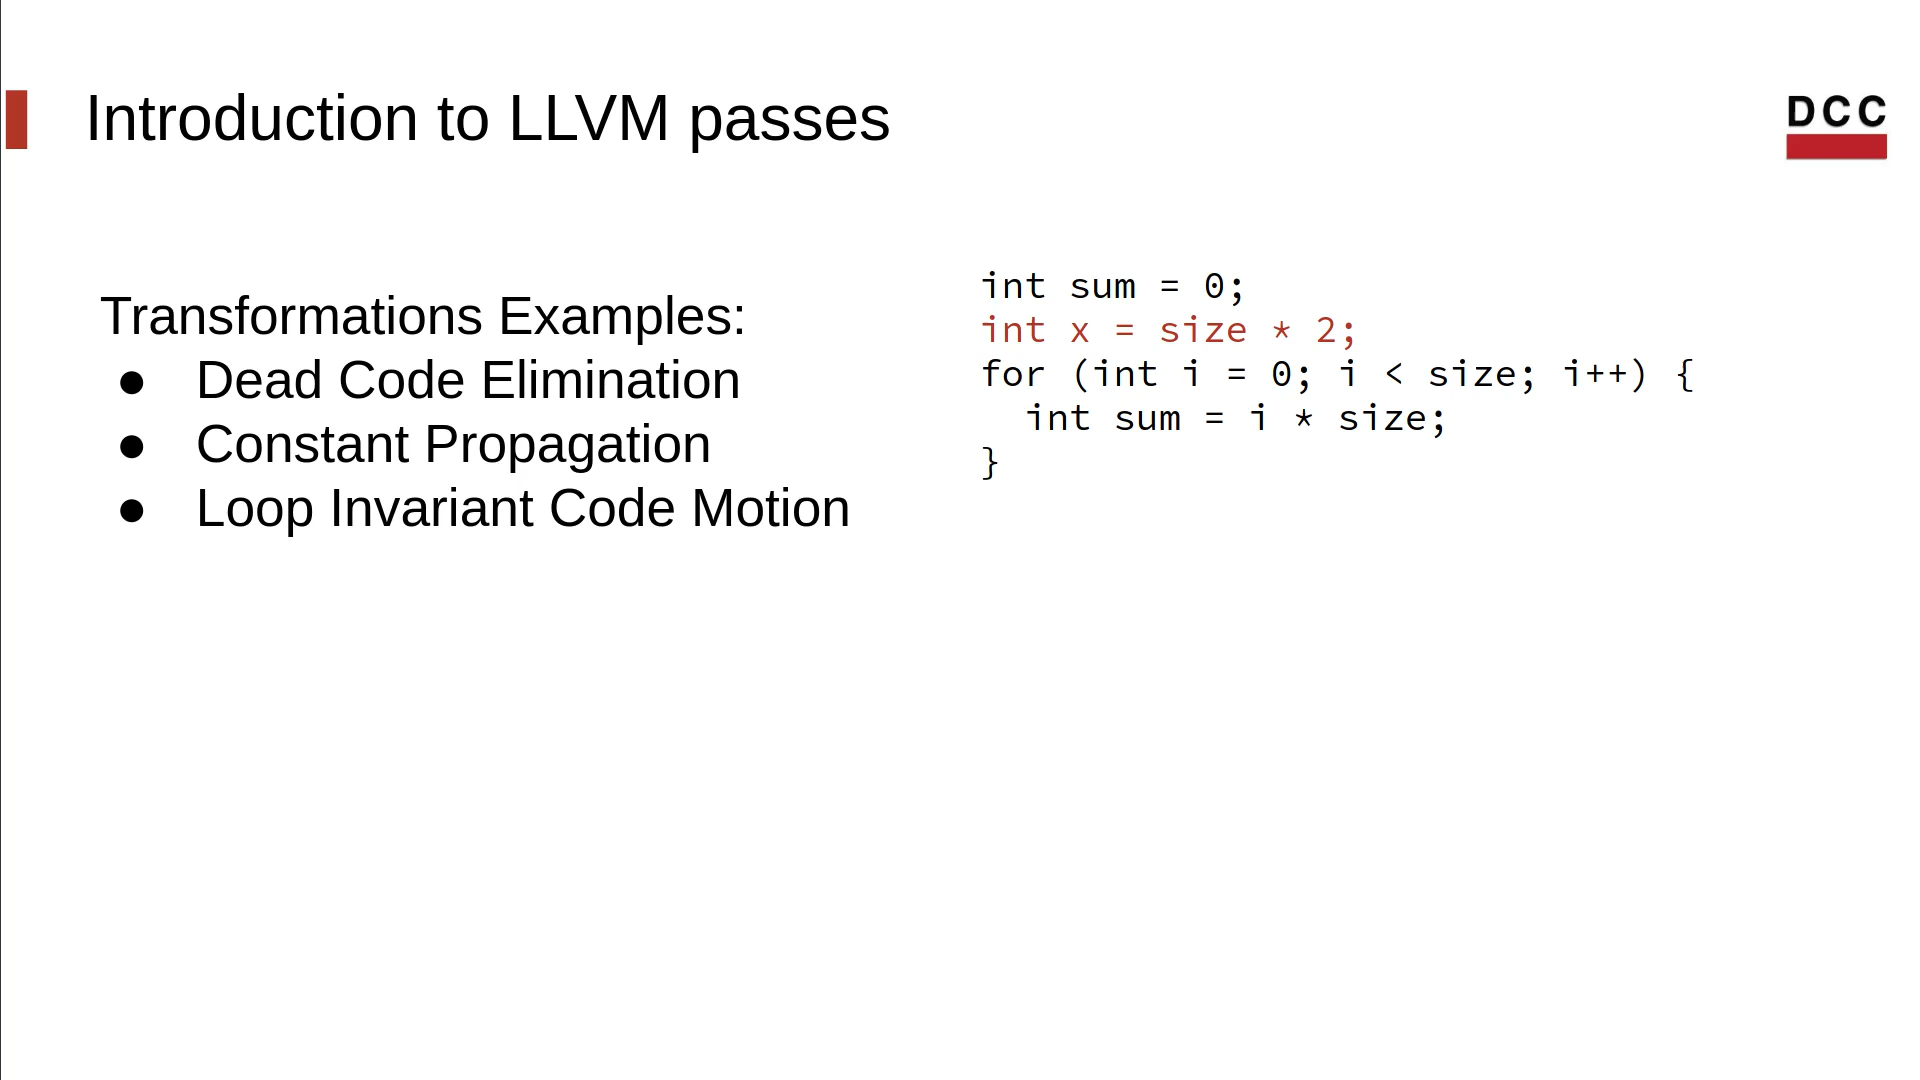 Introduction to LLVM passes
DCC
Transformations Examples:
● Dead Code Elimination
● Constant Propagation
● Loop Invariant Code Motion
int sum = 0;
int x = size * 2;
for (int i = 0; i < size; i++) {
  int sum = i * size;
}